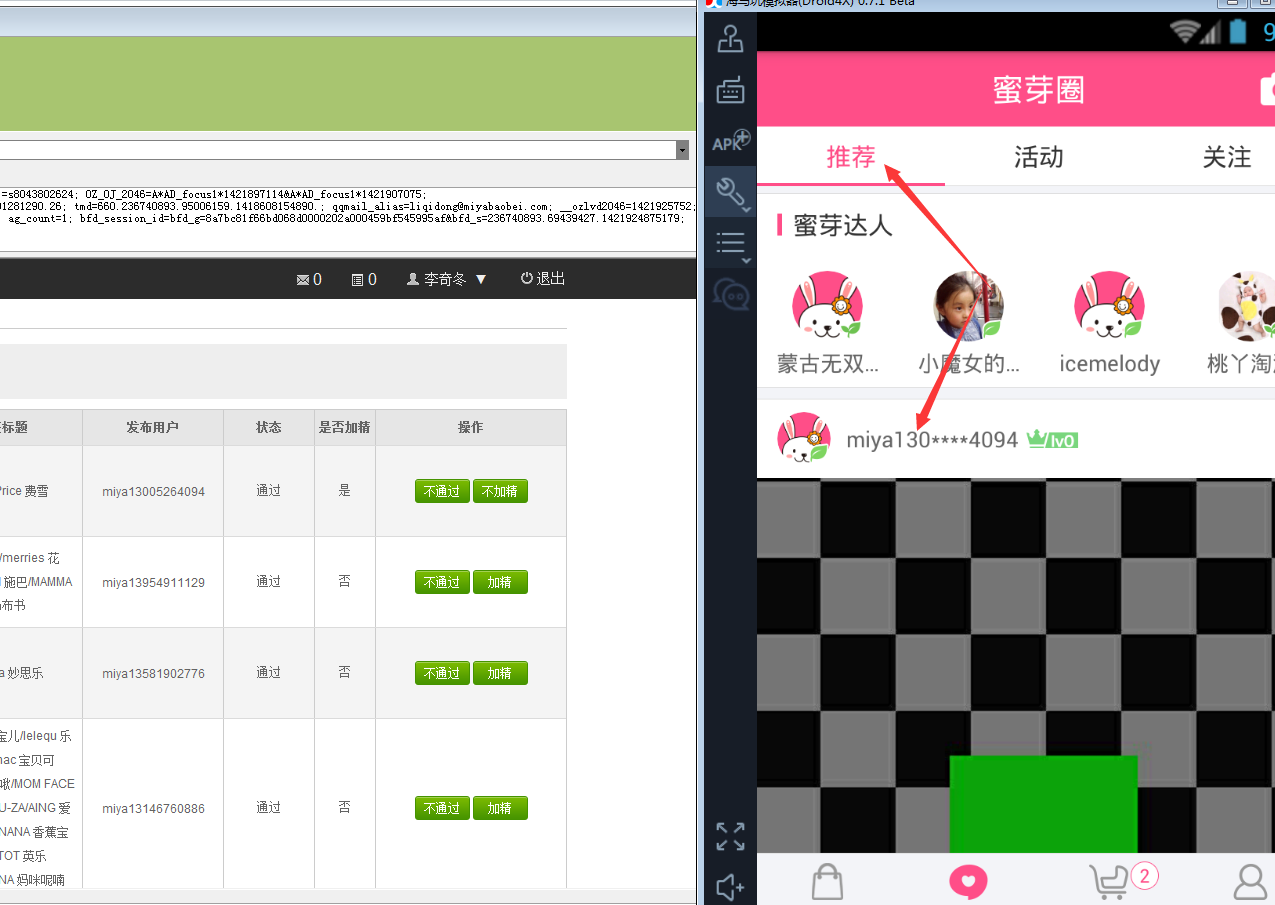 海马玩模拟器(Droid4X) 0.7.1 Beta
=s8043802624; OZ_0J_2046=A*AD_focus1*1421897114&A*AD_focus1*1421907075;
01281290.26; tmd=660.236740893.95006159.1418608154890.; qqmail_alias=liqidong@miyabaobei.com; __ozlvd2046=1421925752;
ag_count=1; bfd_session_id=bfd_g=8a7bc81f66bd068d0000202a000459bf545995af&bfd_s=236740893.69439427.1421924875179;
0 0 李奇冬 ▼ 退出
标题 发布用户 状态 是否加精 操作
Price 费雪 miya13005264094 通过 是 不通过 不加精
/merries 花
施巴/MAMMA miya13954911129 通过 否 不通过 加精
布书
a 妙思乐 miya13581902776 通过 否 不通过 加精
宝儿/lelequ 乐
mac 宝贝可
啾/MOM FACE
U-ZA/AING 爱 miya13146760886 通过 否 不通过 加精
NANA 香蕉宝
TOT 英乐
NA 妈咪呢喃
APK
9
蜜芽圈
推荐 活动 关注
蜜芽达人
蒙古无双... 小魔女的... icemelody 桃丫淘
miya130****4094 lv0
2